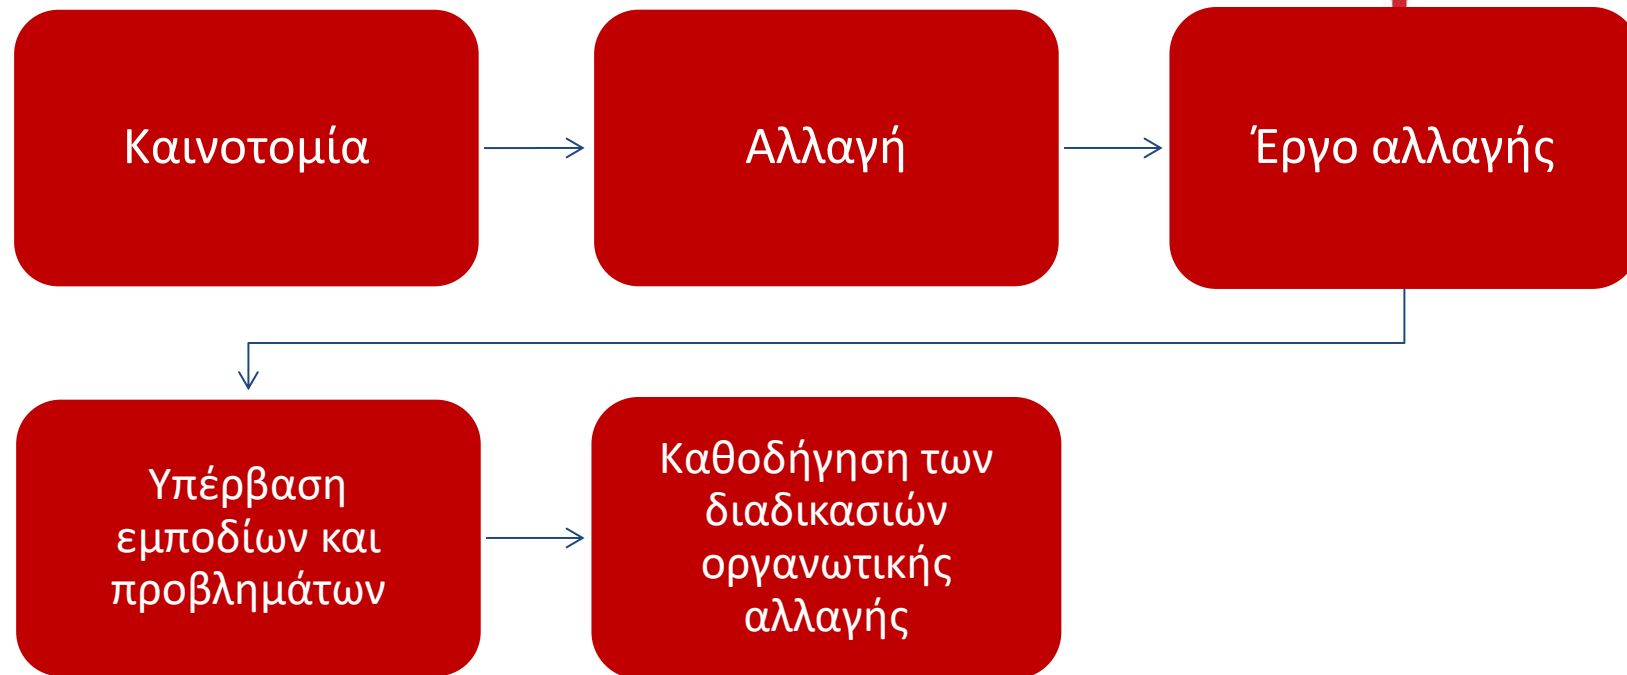 Καινοτομία
Αλλαγή
Έργο αλλαγής
Υπέρβαση
εμποδίων και
προβλημάτων
Καθοδήγηση των
διαδικασιών
οργανωτικής
αλλαγής